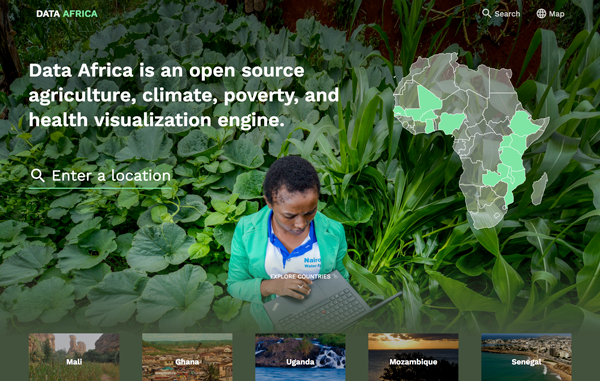 DATA AFRICA
Search
Map
Data Africa is an open source
agriculture, climate, poverty, and
health visualization engine.
Enter a location
Nairo
EXPLORE COUNTRIES
Mali
Ghana
Uganda
Mozambique
Senegal